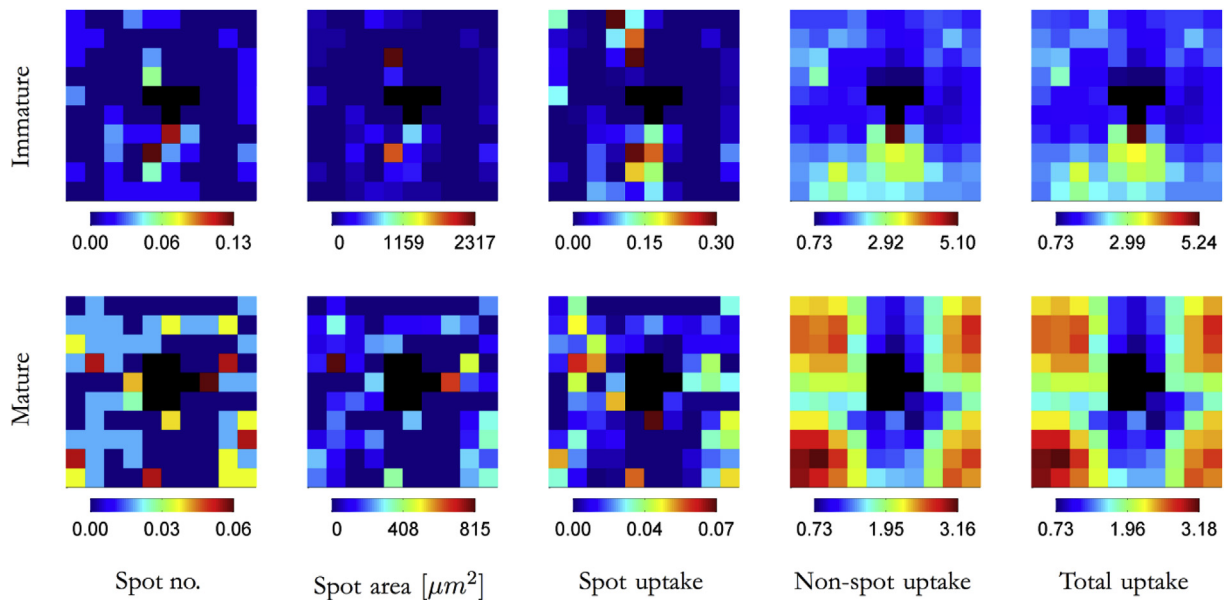 Immature
0.00 0.06 0.13
0 1159 2317
0.00 0.15 0.30
0.73 2.92 5.10
0.73 2.99 5.24
Mature
0.00 0.03 0.06
0 408 815
0.00 0.04 0.07
0.73 1.95 3.16
0.73 1.96 3.18
Spot no.
Spot area [μm²]
Spot uptake
Non-spot uptake
Total uptake